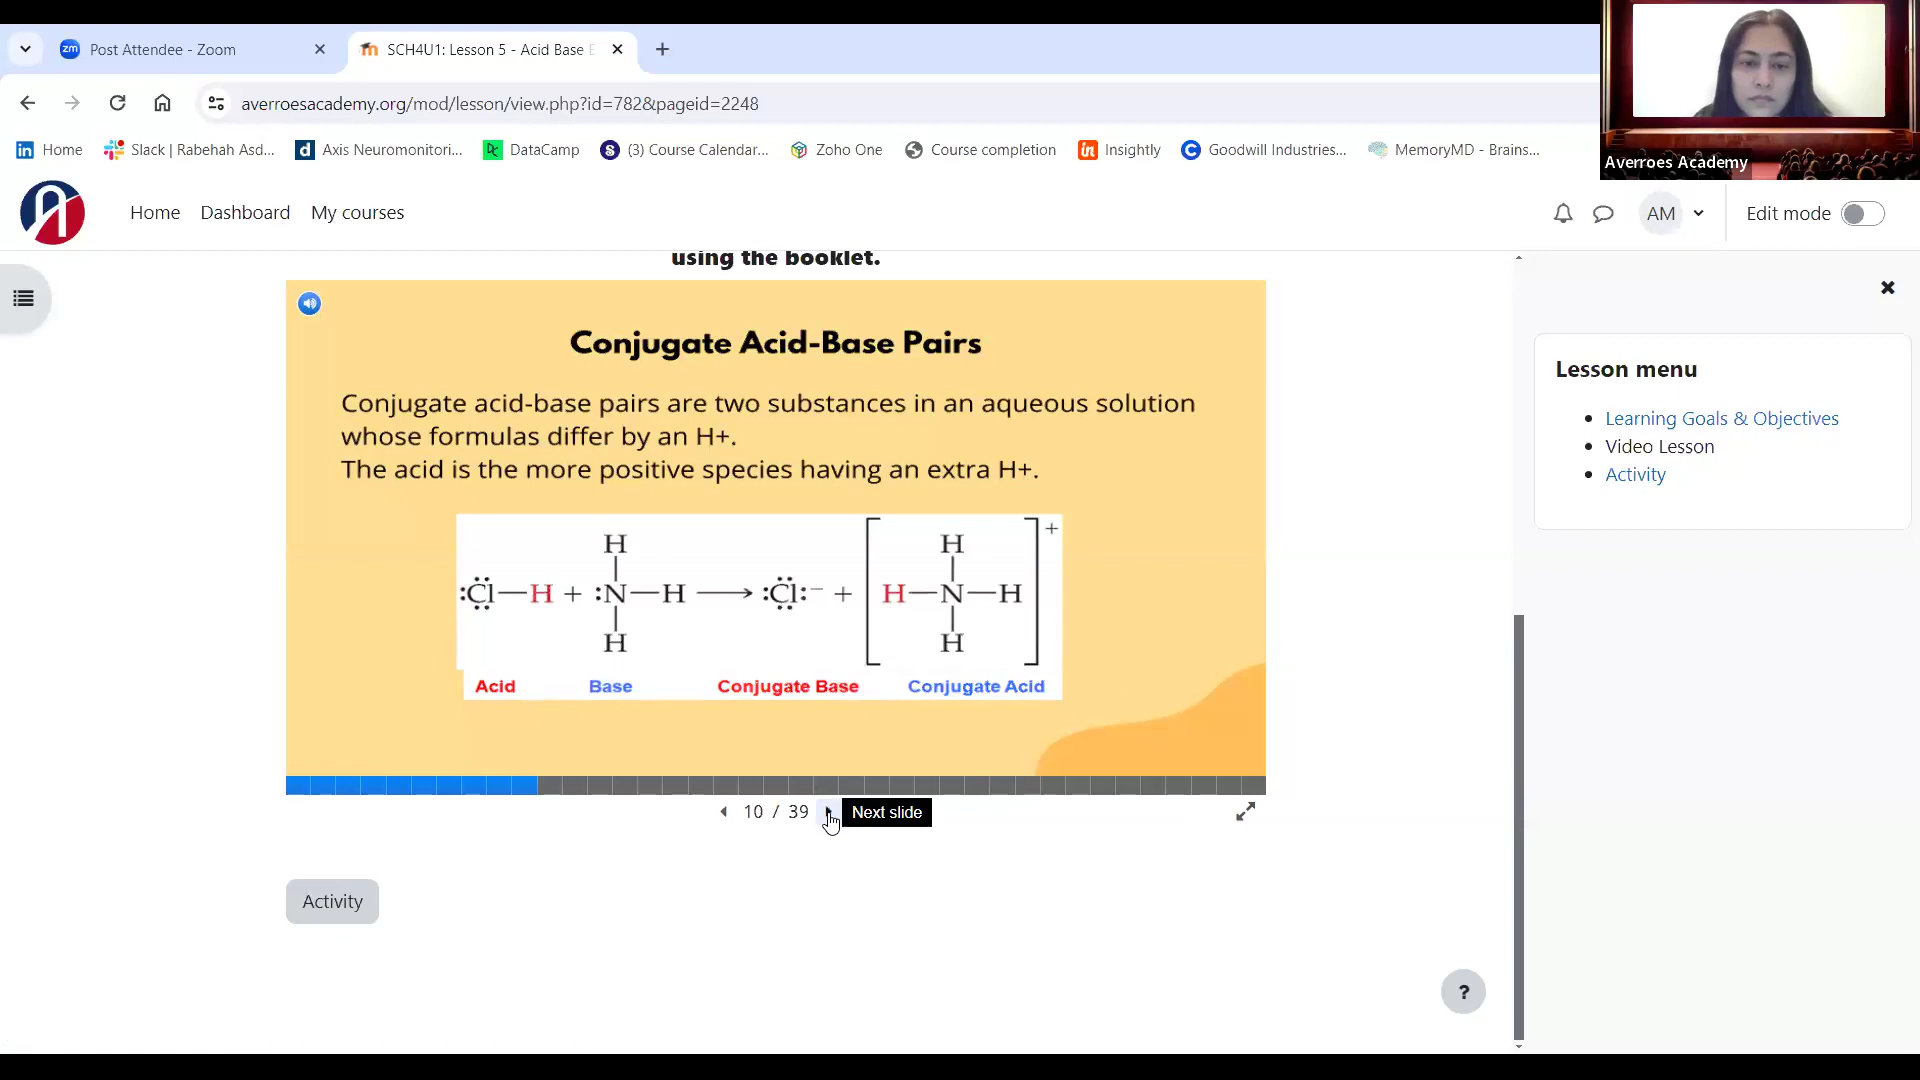 Post Attendee - Zoom
SCH4U1: Lesson 5 - Acid Base E
averroesacademy.org/mod/lesson/view.php?id=782&pageid=2248
Home
Slack | Rabehah Asd...
Axis Neuromonitori...
DataCamp
(3) Course Calendar...
Zoho One
Course completion
Insightly
Goodwill Industries...
MemoryMD - Brains...
Averroes Academy
Home
Dashboard
My courses
AM
Edit mode
using the booklet.
Conjugate Acid-Base Pairs
Conjugate acid-base pairs are two substances in an aqueous solution
whose formulas differ by an H+.
The acid is the more positive species having an extra H+.
H H +
:C̈l—H + :N—H ⟶ :C̈l:⁻ + [H—N—H]
H H
Acid Base Conjugate Base Conjugate Acid
10 / 39
Next slide
Activity
Lesson menu
Learning Goals & Objectives
Video Lesson
Activity
?